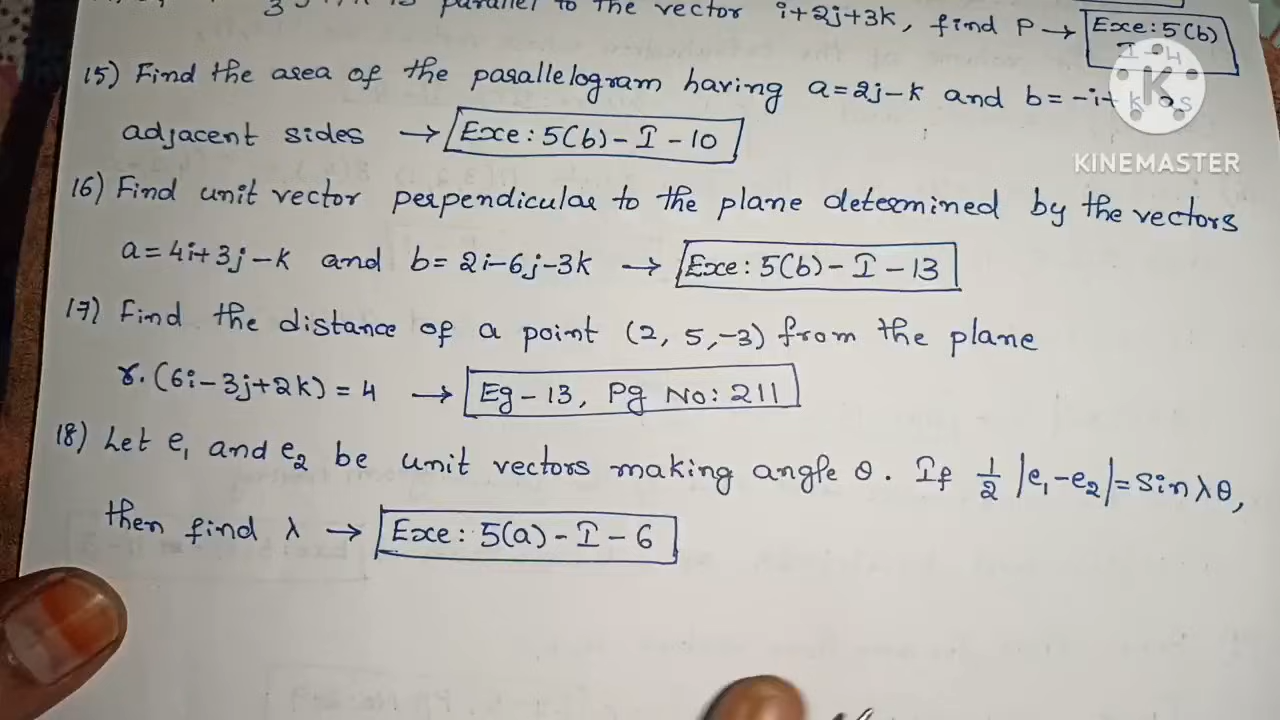 parallel to the vector i+2j+3k, find P → Exe: 5(b)
I-4
15) Find the area of the parallelogram having a=2j-k and b=-i+k as
adjacent sides → Exe: 5(b)-I-10
KINEMASTER
16) Find unit vector perpendicular to the plane determined by the vectors
a=4i+3j-k and b=2i-6j-3k → Exe: 5(b)-I-13
17) Find the distance of a point (2, 5, -3) from the plane
r.(6i-3j+2k)=4 → Eg-13, Pg No: 211
18) Let e₁ and e₂ be unit vectors making angle θ. If 1/2 |e₁-e₂|=Sinλθ,
then find λ → Exe: 5(a)-I-6